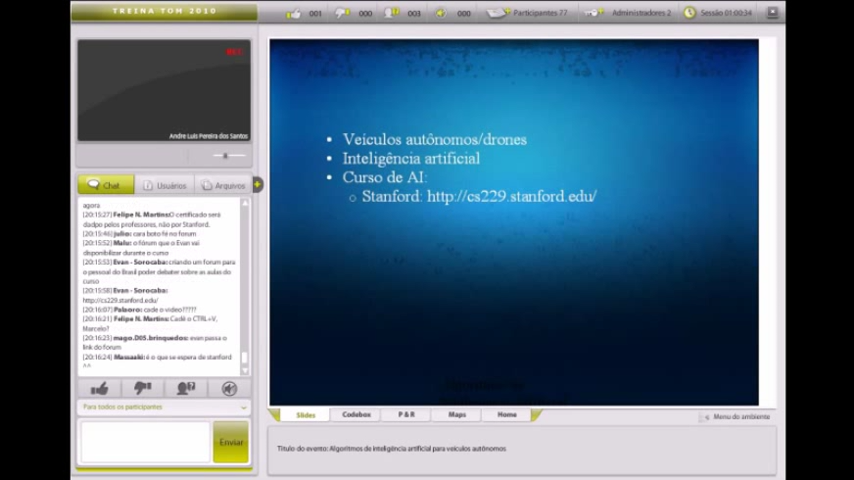 TREINA TOM 2010
001
000
003
000
Participantes 77
Administradores 2
Sessão 01:00:34
Andre Luis Pereira dos Santos
Chat
Usuários
Arquivos
agora
[20:15:27] Felipe N. Martins:O certificado será
dadpo pelos professores, não por Stanford.
[20:15:46] julio: cara boto fé no forum
[20:15:52] Malu: o fórum que o Evan vai
disponibilizar durante o curso
[20:15:53] Evan - Sorocaba: criando um forum para
o pessoal do Brasil poder debater sobre as aulas do
curso
[20:15:58] Evan - Sorocaba:
http://cs229.stanford.edu/
[20:16:07] Palaoro: cade o video?????
[20:16:21] Felipe N. Martins: Cadê o CTRL+V,
Marcelo?
[20:16:23] mago.D05.brinquedos: evan passa o
link do forum
[20:16:24] Massaaki: é o que se espera de stanford
^^
Para todos os participantes
Enviar
• Veículos autônomos/drones
• Inteligência artificial
• Curso de AI:
○ Stanford: http://cs229.stanford.edu/
Slides
Codebox
P & R
Maps
Home
Menu do ambiente
Título do evento: Algoritmos de inteligência artificial para veículos autônomos.